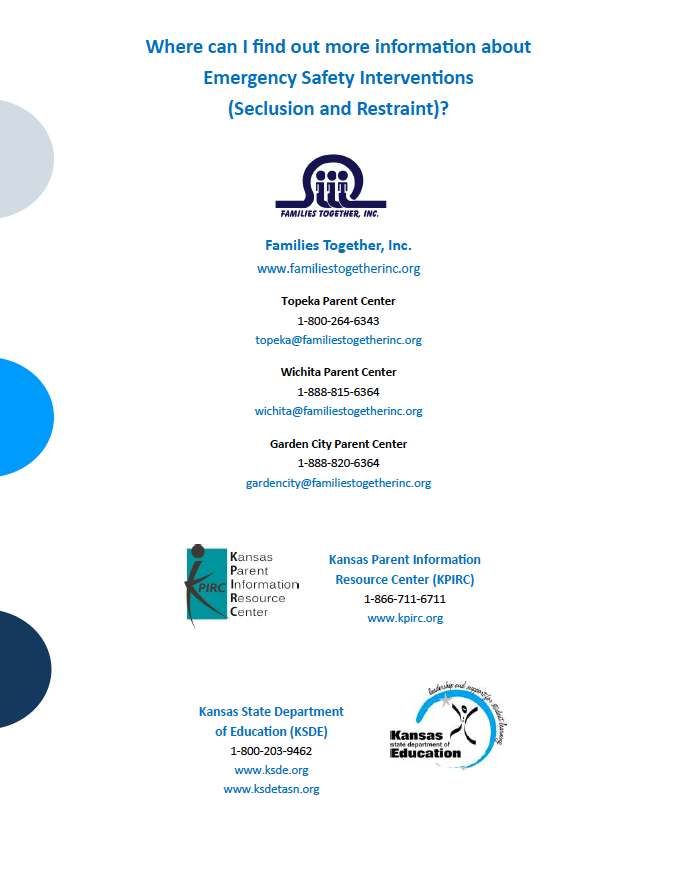 Where can I find out more information about
Emergency Safety Interventions
(Seclusion and Restraint)?
FAMILIES TOGETHER, INC.
Families Together, Inc.
www.familiestogetherinc.org
Topeka Parent Center
1-800-264-6343
topeka@familiestogetherinc.org
Wichita Parent Center
1-888-815-6364
wichita@familiestogetherinc.org
Garden City Parent Center
1-888-820-6364
gardencity@familiestogetherinc.org
KPIRC
Kansas
Parent
Information
Resource
Center
Kansas Parent Information
Resource Center (KPIRC)
1-866-711-6711
www.kpirc.org
Kansas State Department
of Education (KSDE)
1-800-203-9462
www.ksde.org
www.ksdetasn.org
leadership and support for student learning
Kansas
state department of
Education